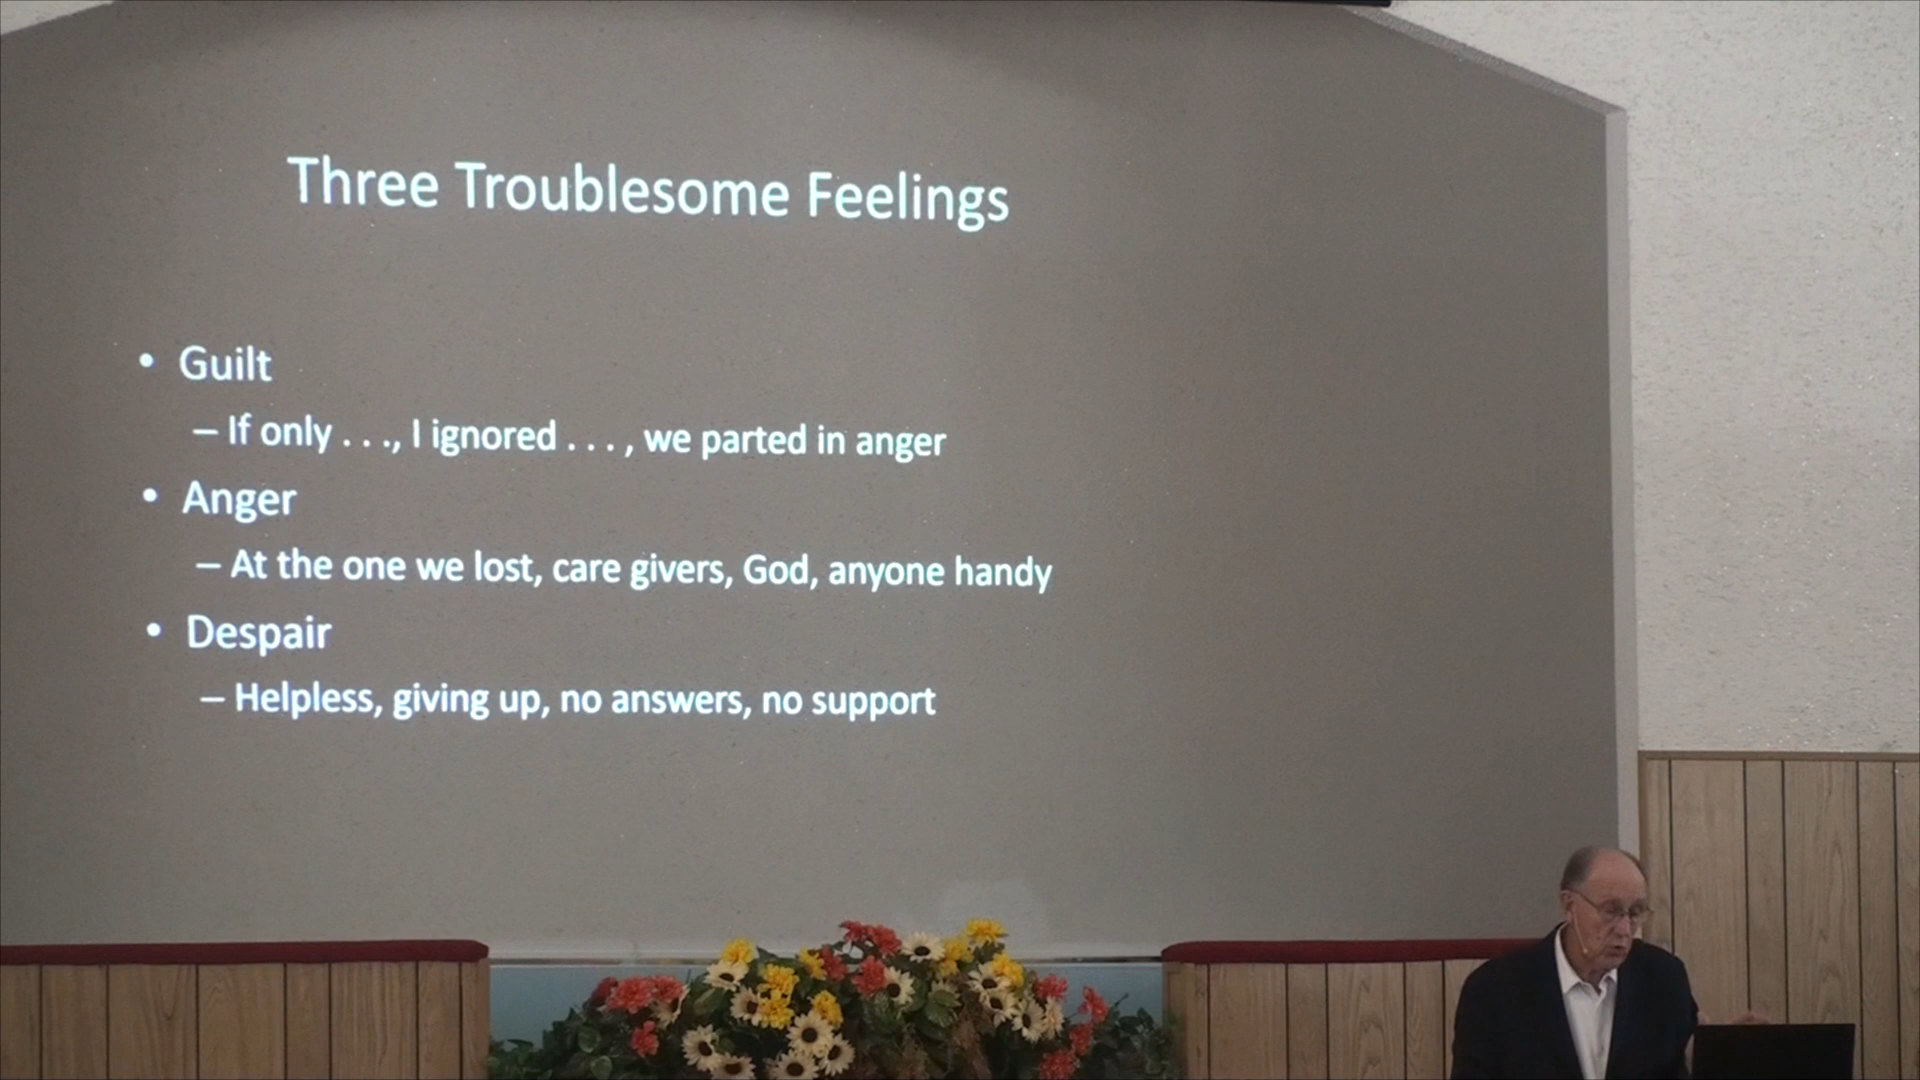 Three Troublesome Feelings
• Guilt
– If only . . ., I ignored . . . , we parted in anger
• Anger
– At the one we lost, care givers, God, anyone handy
• Despair
– Helpless, giving up, no answers, no support